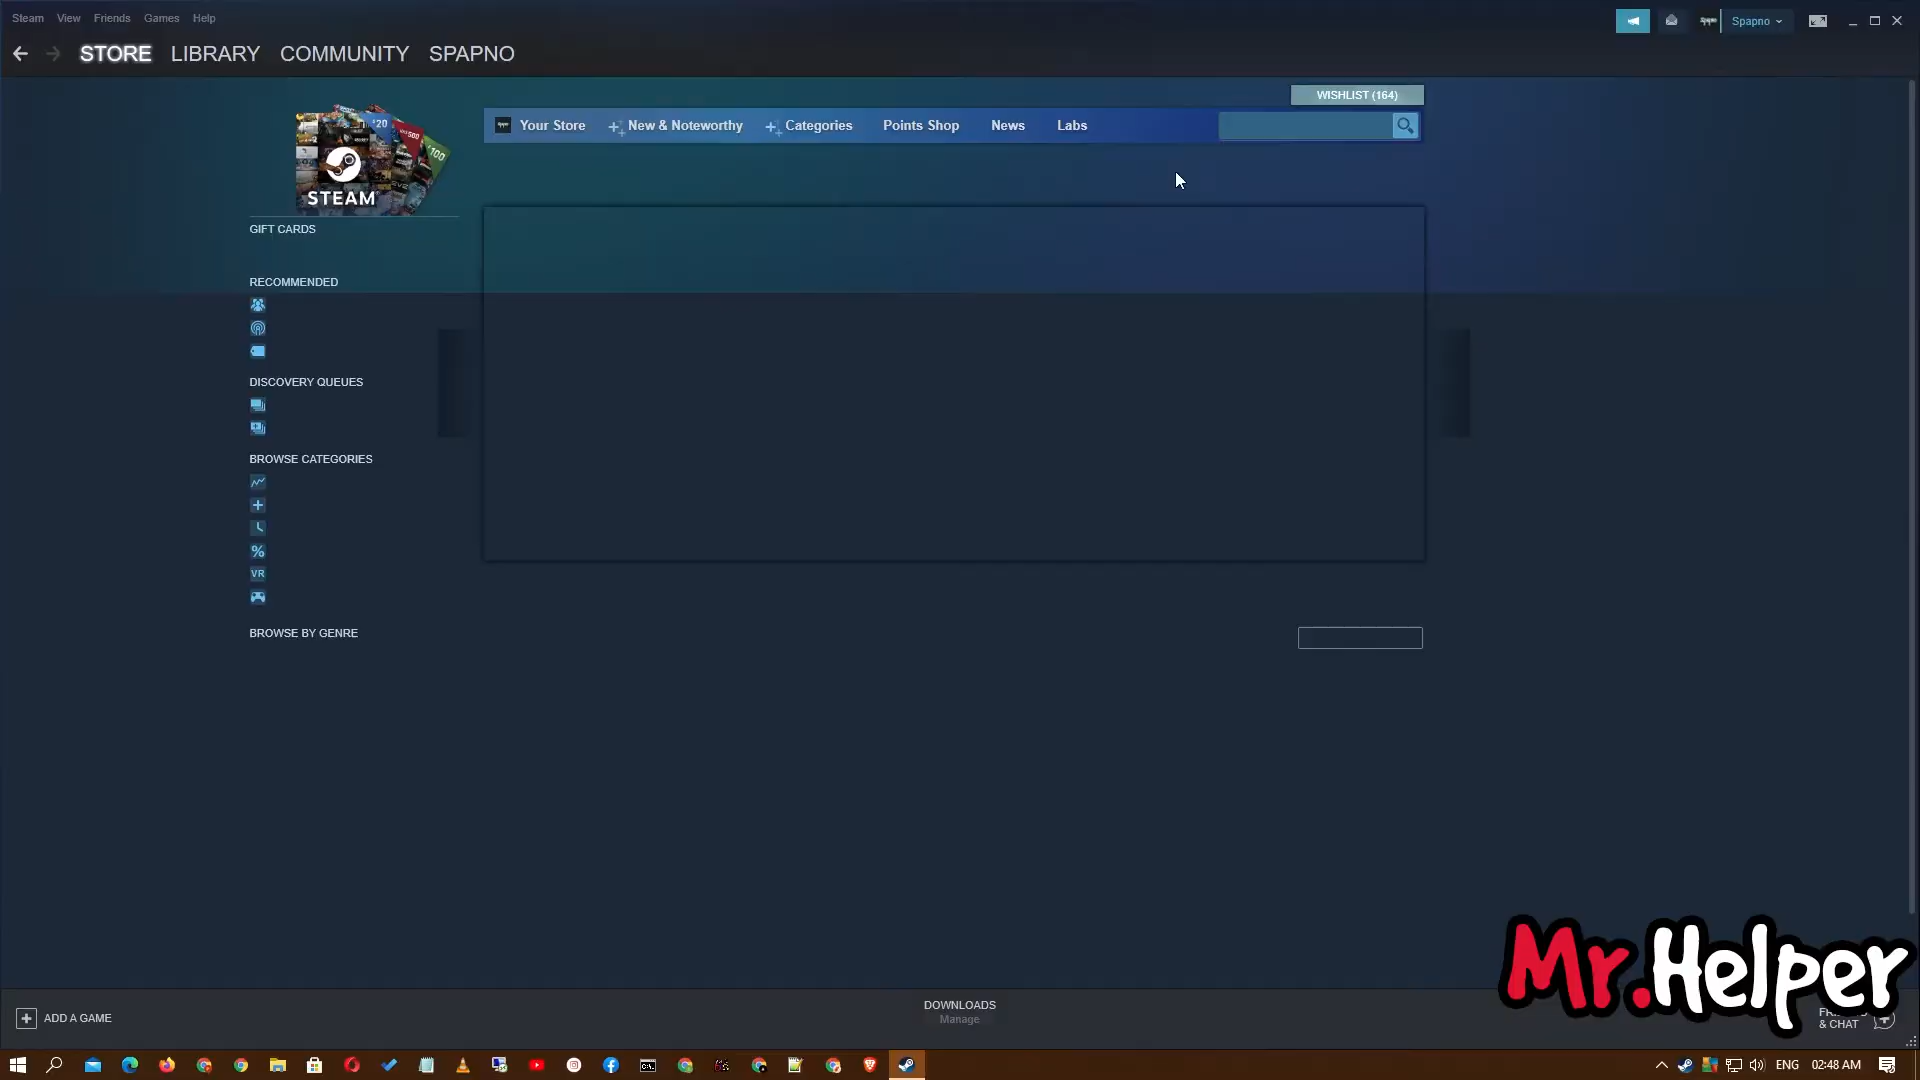 Steam View Friends Games Help
Spapno
STORE LIBRARY COMMUNITY SPAPNO
WISHLIST (164)
Your Store New & Noteworthy Categories Points Shop News Labs
STEAM
GIFT CARDS
RECOMMENDED
DISCOVERY QUEUES
BROWSE CATEGORIES
%
VR
BROWSE BY GENRE
Mr.Helper
ADD A GAME
DOWNLOADS
Manage
& CHAT
ENG 02:48 AM